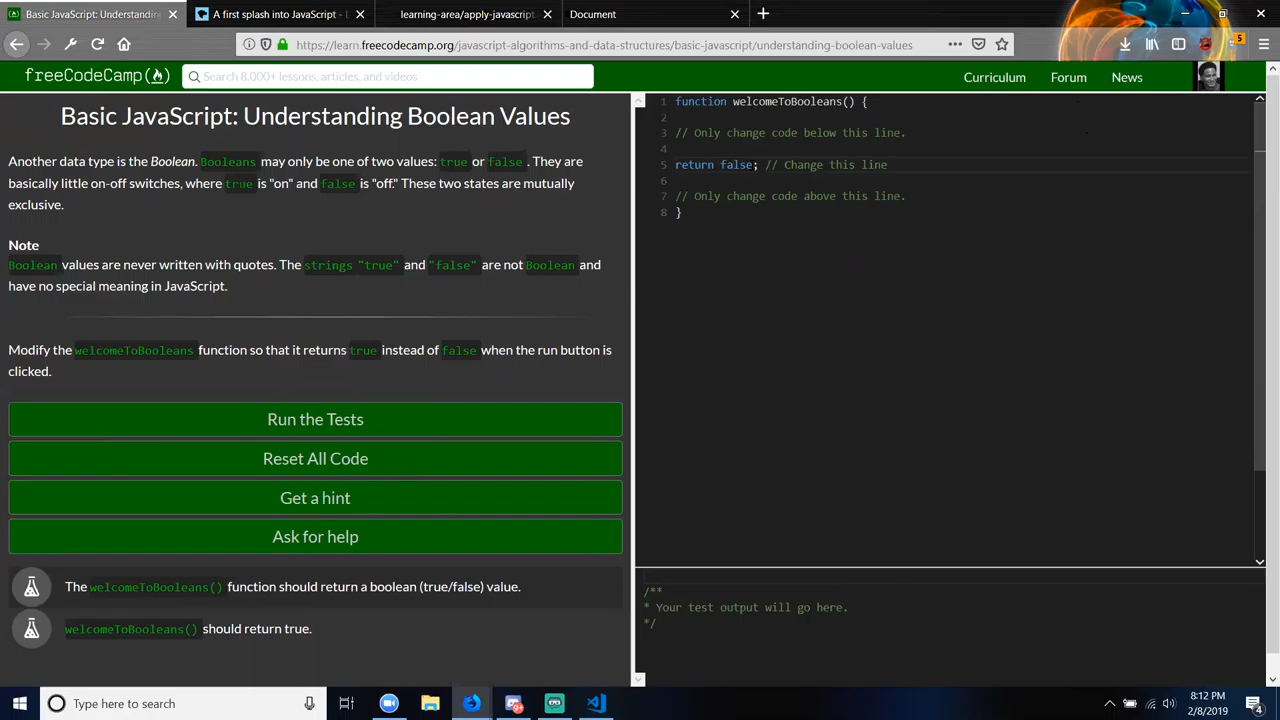 Basic JavaScript: Understanding
A first splash into JavaScript - L
learning-area/apply-javascript.
Document
https://learn.freecodecamp.org/javascript-algorithms-and-data-structures/basic-javascript/understanding-boolean-values
5
freeCodeCamp
Search 8,000+ lessons, articles, and videos
Curriculum
Forum
News
Basic JavaScript: Understanding Boolean Values
Another data type is the Boolean. Booleans may only be one of two values: true or false . They are
basically little on-off switches, where true is "on" and false is "off." These two states are mutually
exclusive.
Note
Boolean values are never written with quotes. The strings "true" and "false" are not Boolean and
have no special meaning in JavaScript.
Modify the welcomeToBooleans function so that it returns true instead of false when the run button is
clicked.
Run the Tests
Reset All Code
Get a hint
Ask for help
The welcomeToBooleans() function should return a boolean (true/false) value.
welcomeToBooleans() should return true.
1 function welcomeToBooleans() {
2
3 // Only change code below this line.
4
5 return false; // Change this line
6
7 // Only change code above this line.
8 }
/**
* Your test output will go here.
*/
Type here to search
8:12 PM
2/8/2019
4